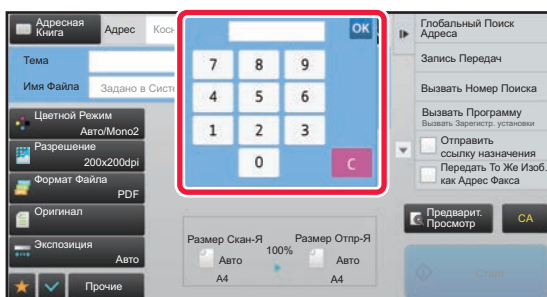 Адресная Книга
Адрес
OK
Глобальный Поиск Адреса
Тема
Запись Передач
Имя Файла
Задано в
Вызвать Номер Поиска
7 8 9
4 5 6
1 2 3
0 C
Вызвать Программу
Вызвать Зарегистр. установки
Цветной Режим
Авто/Mono2
Отправить
ссылку назначения
Разрешение
200x200dpi
Передать То Же Изоб.
как Адрес Факса
Формат Файла
PDF
Оригинал
Предварит. Просмотр
CA
Экспозиция
Авто
Размер Скан-Я
100%
Размер Отпр-Я
Авто
Авто
A4
A4
Прочие